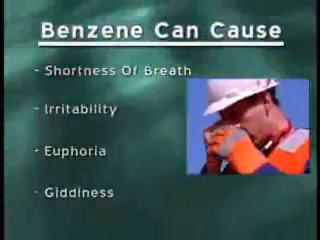 Benzene Can Cause
- Shortness Of Breath
- Irritability
- Euphoria
- Giddiness